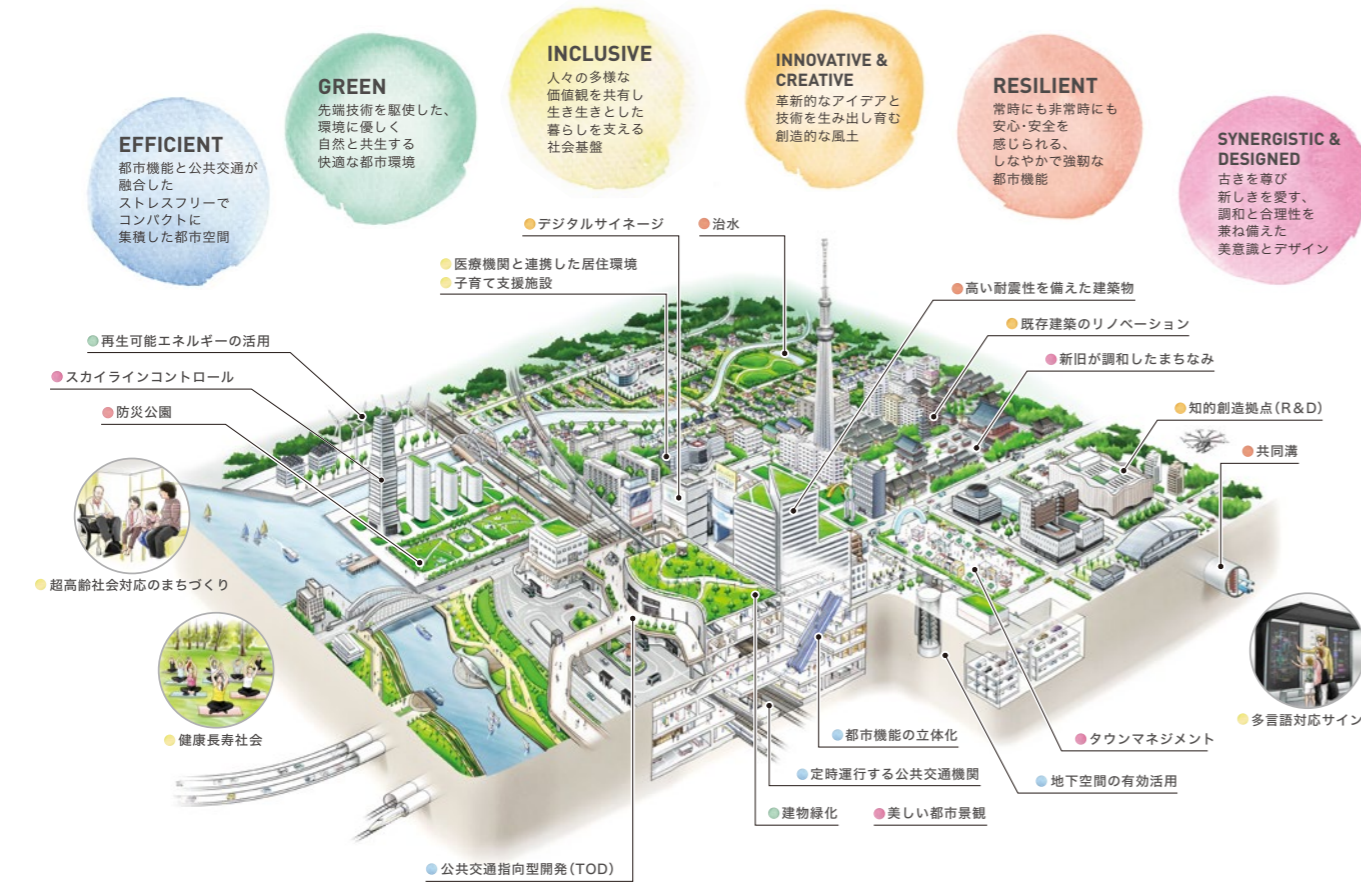 EFFICIENT
都市機能と公共交通が
融合した
ストレスフリーで
コンパクトに
集積した都市空間
GREEN
先端技術を駆使した、
環境に優しく
自然と共生する
快適な都市環境
INCLUSIVE
人々の多様な
価値観を共有し
生き生きとした
暮らしを支える
社会基盤
INNOVATIVE &
CREATIVE
革新的なアイデアと
技術を生み出し育む
創造的な風土
RESILIENT
常時にも非常時にも
安心・安全を
感じられる、
しなやかで強靭な
都市機能
SYNERGISTIC &
DESIGNED
古きを尊び
新しきを愛す、
調和と合理性を
兼ね備えた
美意識とデザイン
デジタルサイネージ
治水
医療機関と連携した居住環境
子育て支援施設
高い耐震性を備えた建築物
既存建築のリノベーション
再生可能エネルギーの活用
新旧が調和したまちなみ
スカイラインコントロール
防災公園
知的創造拠点(R&D)
共同溝
超高齢社会対応のまちづくり
健康長寿社会
多言語対応サイン
都市機能の立体化
タウンマネジメント
定時運行する公共交通機関
地下空間の有効活用
建物緑化
美しい都市景観
公共交通指向型開発(TOD)